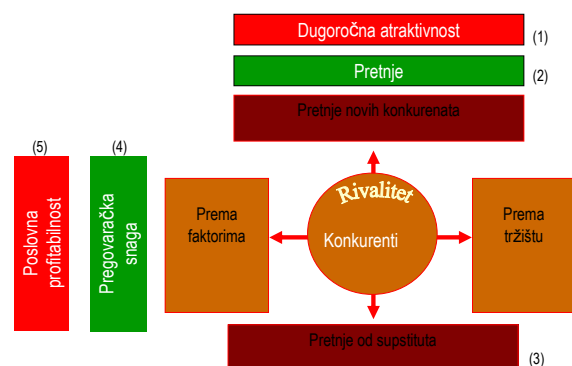 Dugoročna atraktivnost
(1)
Pretnje
(2)
Pretnje novih konkurenata
(5)
(4)
Poslovna
profitabilnost
Pregovaračka
snaga
Prema
faktorima
Rivalitet
Konkurenti
Prema
tržištu
Pretnje od supstituta
(3)